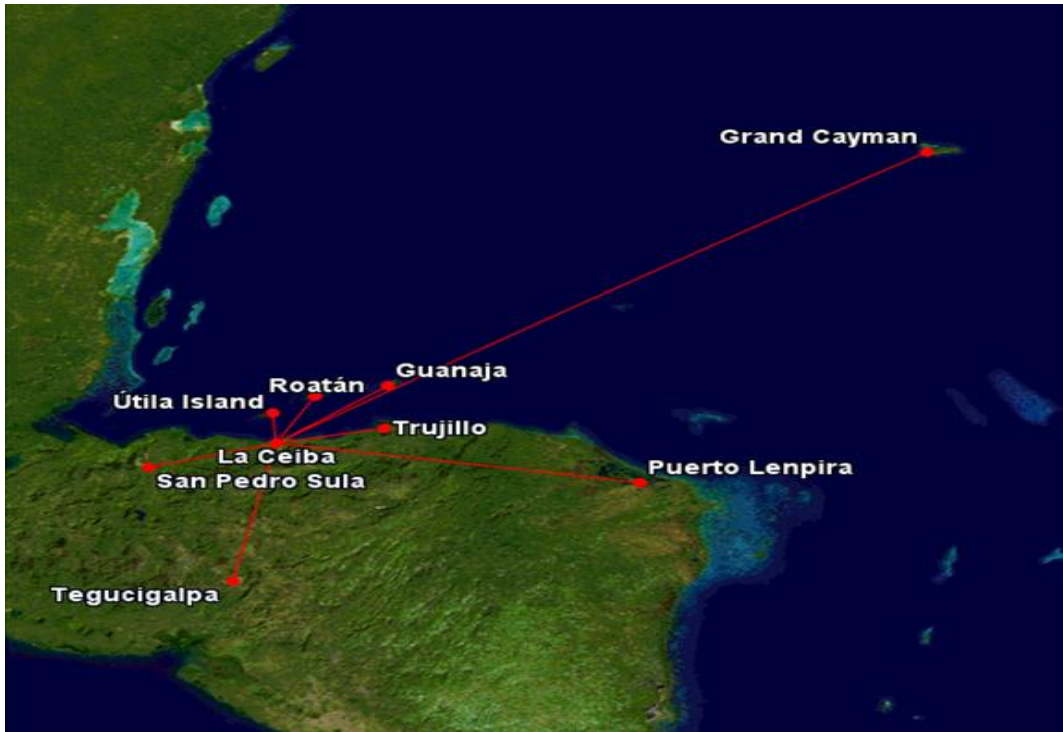 Grand Cayman
Guanaja
Roatán
Útila Island
Trujillo
La Ceiba
Puerto Lenpira
San Pedro Sula
Tegucigalpa